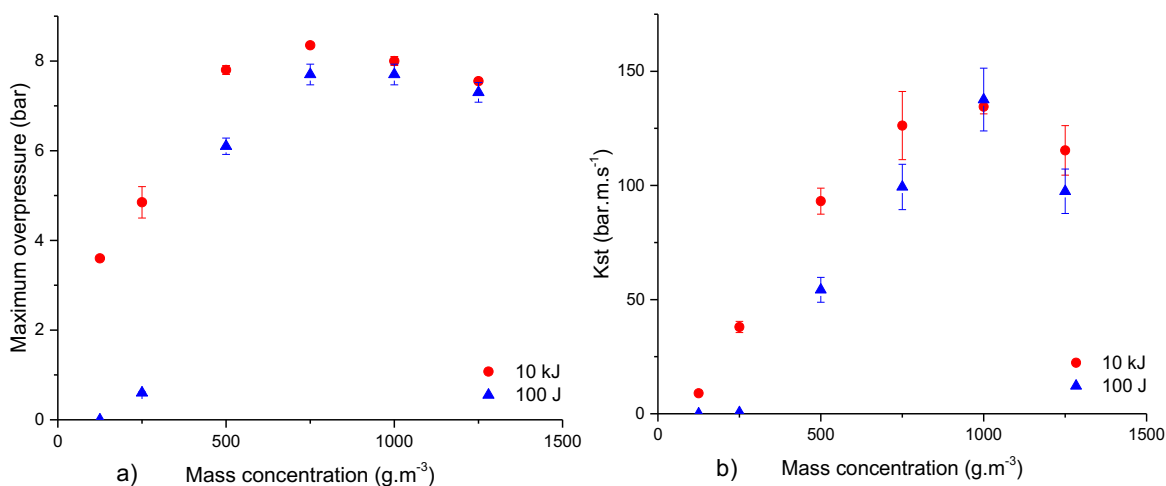 Maximum overpressure (bar)
8
6
4
2
0
0
500
1000
1500
10 kJ
100 J
a)
Mass concentration (g.m⁻³)
Kst (bar.m.s⁻¹)
150
100
50
0
0
500
1000
1500
10 kJ
100 J
b)
Mass concentration (g.m⁻³)